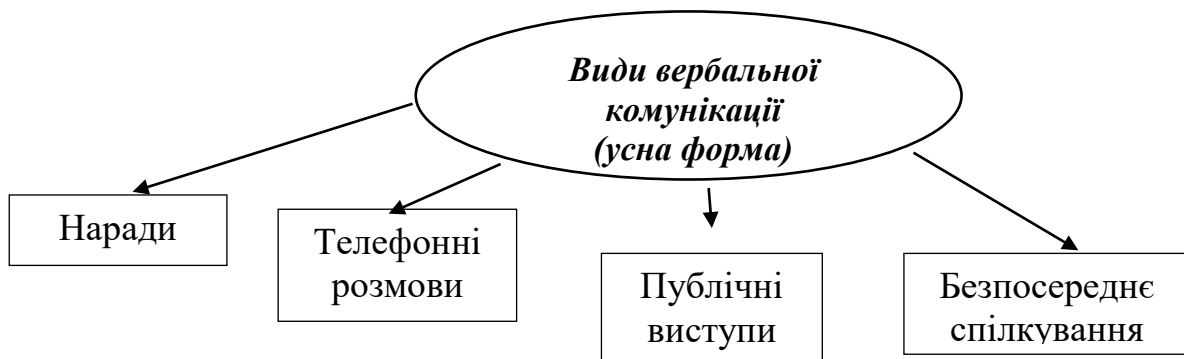 Види вербальної
комунікації
(усна форма)
Наради
Телефонні
розмови
Публічні
виступи
Безпосереднє
спілкування